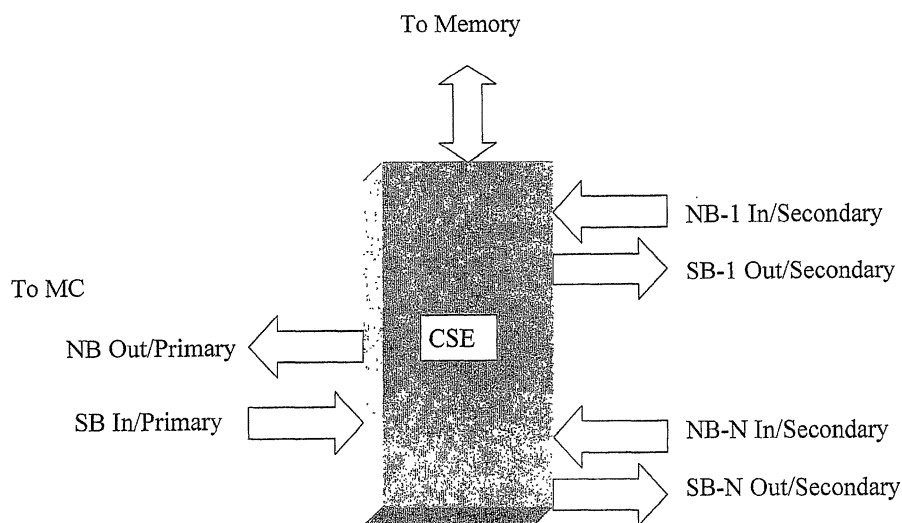 To Memory
NB-1 In/Secondary
SB-1 Out/Secondary
To MC
CSE
NB Out/Primary
SB In/Primary
NB-N In/Secondary
SB-N Out/Secondary